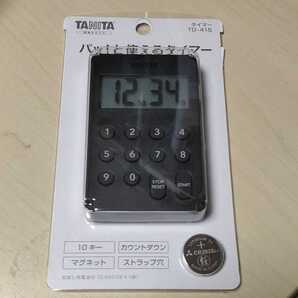 TANITA
タイマー
TD-415
パッ!と使えるタイマー
12 34
1 2 3
4 5 6
7 8
9 0 STOP RESET START
10キー
カウントダウン
マグネット
ストラップ穴